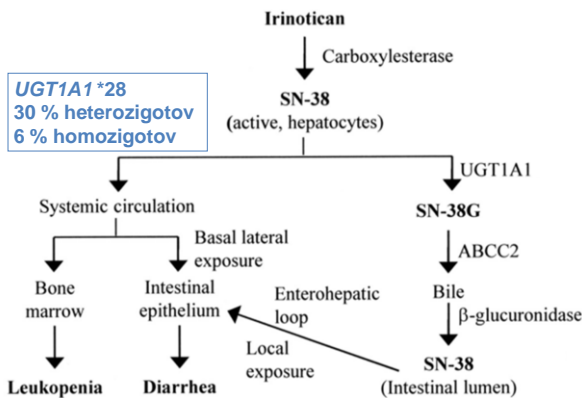 Irinotican
Carboxylesterase
UGT1A1 *28
30 % heterozigotov
6 % homozigotov
SN-38
(active, hepatocytes)
UGT1A1
Systemic circulation
SN-38G
Basal lateral
exposure
ABCC2
Bone
marrow
Intestinal
epithelium
Enterohepatic
loop
Bile
β-glucuronidase
Local
exposure
SN-38
(Intestinal lumen)
Leukopenia
Diarrhea